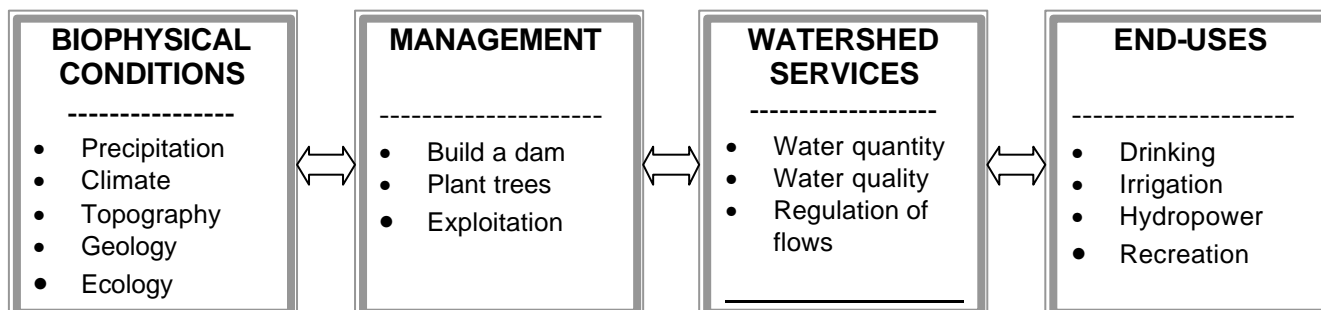 BIOPHYSICAL
CONDITIONS
----------------
• Precipitation
• Climate
• Topography
• Geology
• Ecology
MANAGEMENT
---------------------
• Build a dam
• Plant trees
• Exploitation
WATERSHED
SERVICES
------------------
• Water quantity
• Water quality
• Regulation of
flows
END-USES
---------------------
• Drinking
• Irrigation
• Hydropower
• Recreation